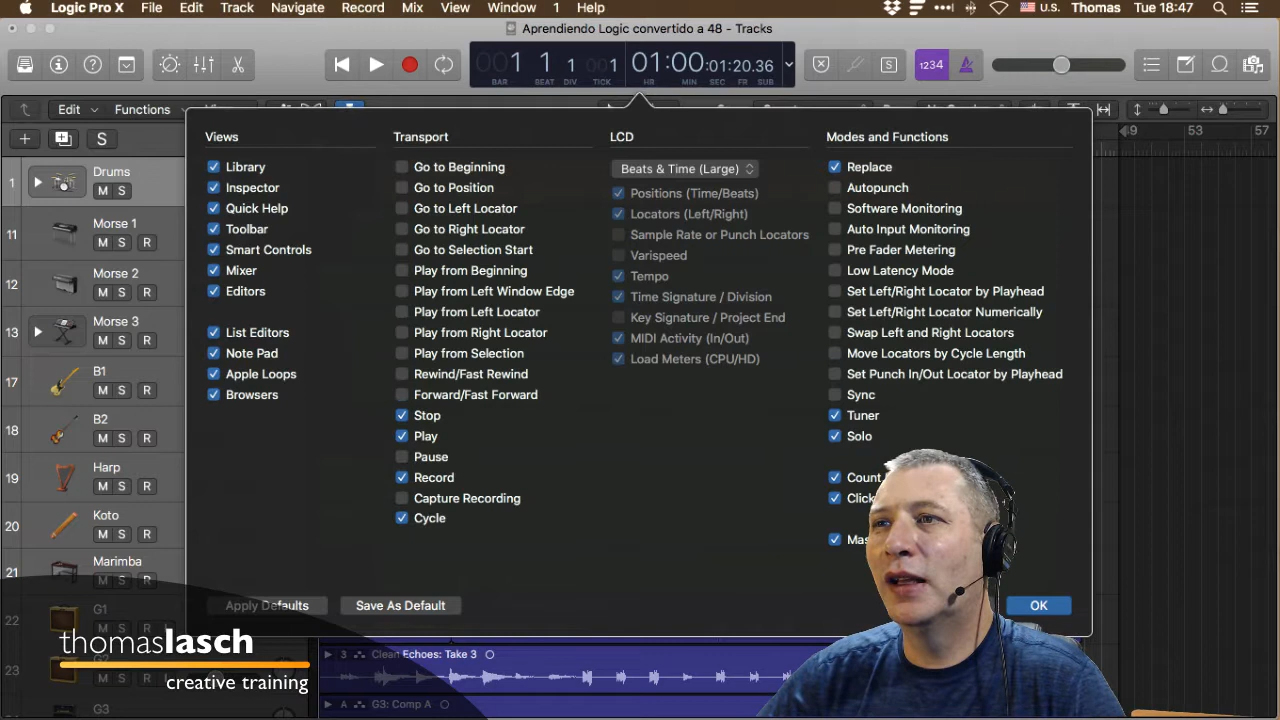 Logic Pro X File Edit Track Navigate Record Mix View Window 1 Help U.S. Thomas Tue 18:47
Aprendiendo Logic convertido a 48 - Tracks
001 1 1 001 01:00:01:20.36
BAR BEAT DIV TICK HR MIN SEC FR SUB
S 1234
Edit Functions
49 53 57
S
Views
Library
Inspector
Quick Help
Toolbar
Smart Controls
Mixer
Editors
List Editors
Note Pad
Apple Loops
Browsers
Transport
Go to Beginning
Go to Position
Go to Left Locator
Go to Right Locator
Go to Selection Start
Play from Beginning
Play from Left Window Edge
Play from Left Locator
Play from Right Locator
Play from Selection
Rewind/Fast Rewind
Forward/Fast Forward
Stop
Play
Pause
Record
Capture Recording
Cycle
LCD
Beats & Time (Large)
Positions (Time/Beats)
Locators (Left/Right)
Sample Rate or Punch Locators
Varispeed
Tempo
Time Signature / Division
Key Signature / Project End
MIDI Activity (In/Out)
Load Meters (CPU/HD)
Modes and Functions
Replace
Autopunch
Software Monitoring
Auto Input Monitoring
Pre Fader Metering
Low Latency Mode
Set Left/Right Locator by Playhead
Set Left/Right Locator Numerically
Swap Left and Right Locators
Move Locators by Cycle Length
Set Punch In/Out Locator by Playhead
Sync
Tuner
Solo
Count
Click
Mas
Apply Defaults
Save As Default
OK
1 Drums
M S
11 Morse 1
M S R
12 Morse 2
M S R
13 Morse 3
M S R
17 B1
M S R
18 B2
M S R
19 Harp
M S R
20 Koto
M S R
21 Marimba
M S R
22 G1
M S
23 G2
G3
3 Clean Echoes: Take 3
A G3: Comp A
thomaslasch
creative training